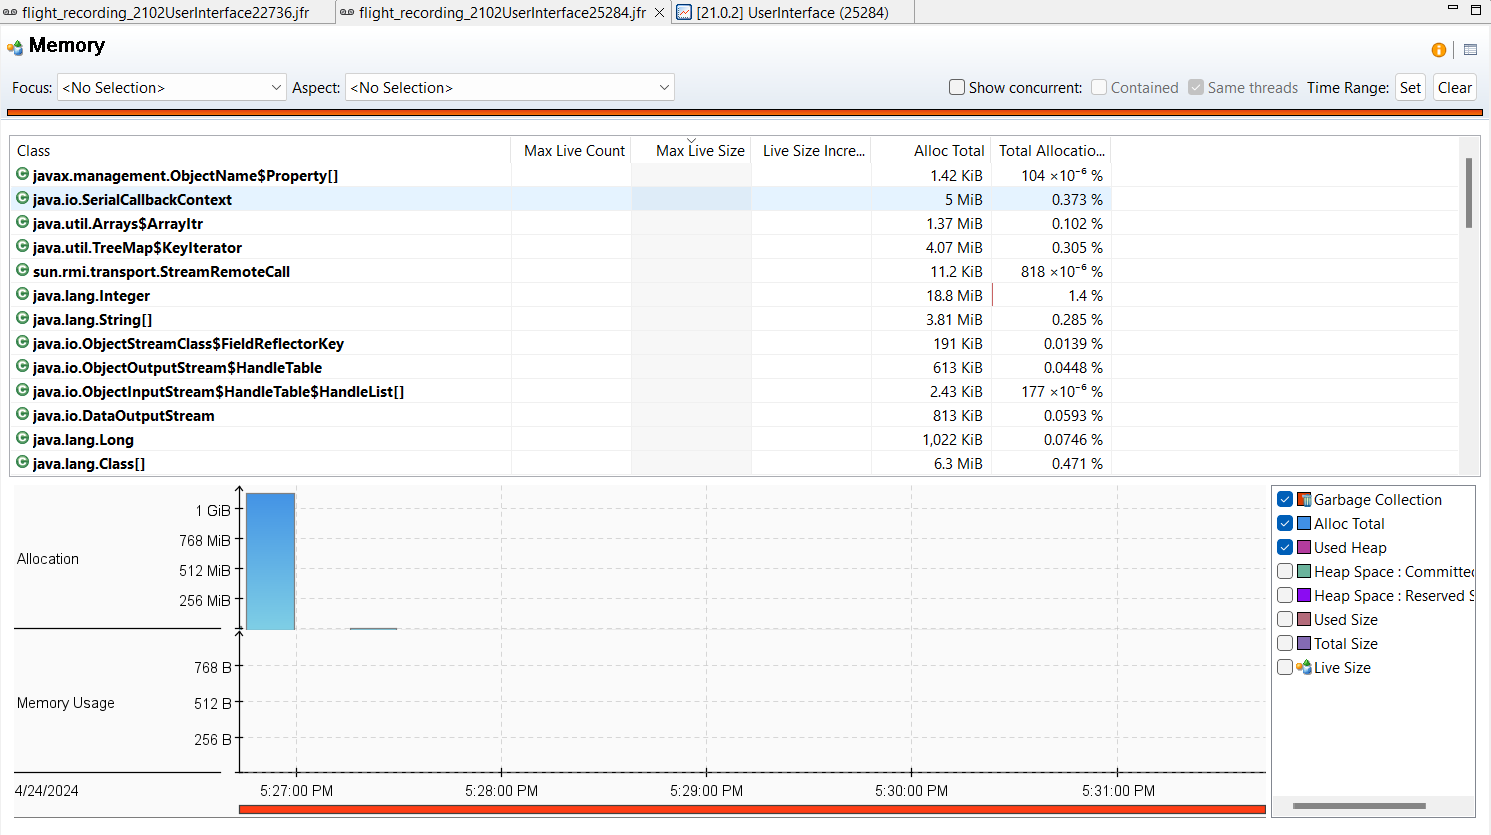 flight_recording_2102UserInterface22736.jfr
flight_recording_2102UserInterface25284.jfr
[21.0.2] UserInterface (25284)
Memory
Focus: <No Selection> Aspect: <No Selection> Show concurrent: Contained Same threads Time Range: Set Clear
Class Max Live Count Max Live Size Live Size Incre... Alloc Total Total Allocatio...
javax.management.ObjectName$Property[] 1.42 KiB 104 ×10⁻⁶ %
java.io.SerialCallbackContext 5 MiB 0.373 %
java.util.Arrays$ArrayItr 1.37 MiB 0.102 %
java.util.TreeMap$KeyIterator 4.07 MiB 0.305 %
sun.rmi.transport.StreamRemoteCall 11.2 KiB 818 ×10⁻⁶ %
java.lang.Integer 18.8 MiB 1.4 %
java.lang.String[] 3.81 MiB 0.285 %
java.io.ObjectStreamClass$FieldReflectorKey 191 KiB 0.0139 %
java.io.ObjectOutputStream$HandleTable 613 KiB 0.0448 %
java.io.ObjectInputStream$HandleTable$HandleList[] 2.43 KiB 177 ×10⁻⁶ %
java.io.DataOutputStream 813 KiB 0.0593 %
java.lang.Long 1,022 KiB 0.0746 %
java.lang.Class[] 6.3 MiB 0.471 %
Allocation
1 GiB
768 MiB
512 MiB
256 MiB
Memory Usage
768 B
512 B
256 B
4/24/2024 5:27:00 PM 5:28:00 PM 5:29:00 PM 5:30:00 PM 5:31:00 PM
Garbage Collection
Alloc Total
Used Heap
Heap Space : Committed
Heap Space : Reserved S
Used Size
Total Size
Live Size